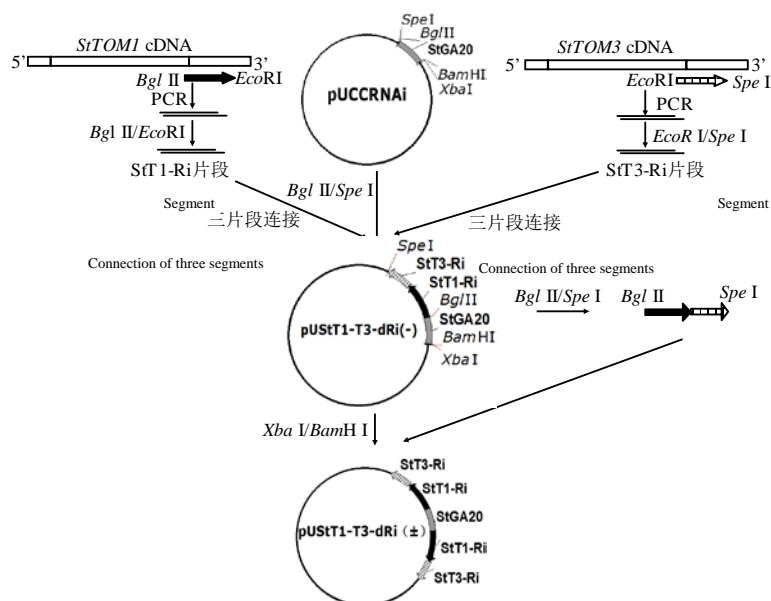 StTOM1 cDNA
5’
3’
Bgl II
EcoRI
PCR
Bgl II/EcoRI
StT1-Ri片段
Segment
三片段连接
Connection of three segments
SpeI
BglII
StGA20
BamHI
XbaI
pUCCRNAi
Bgl II/Spe I
StTOM3 cDNA
5’
3’
EcoRI
Spe I
PCR
EcoR I/Spe I
StT3-Ri片段
Segment
三片段连接
Connection of three segments
SpeI
StT3-Ri
StT1-Ri
BglII
StGA20
BamHI
XbaI
pUStT1-T3-dRi(-)
Bgl II/Spe I
Bgl II
Spe I
Xba I/BamH I
StT3-Ri
StT1-Ri
StGA20
StT1-Rii
StT3-Ri
pUStT1-T3-dRi（±）